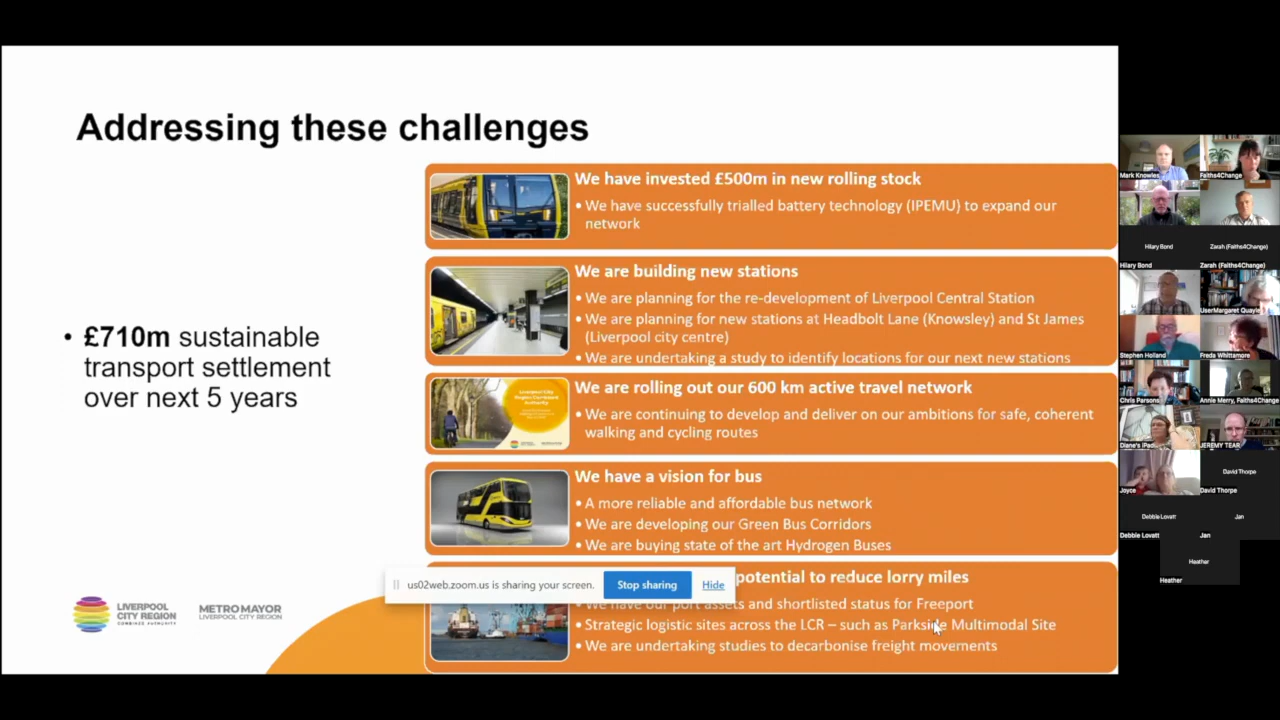 Addressing these challenges
• £710m sustainable
transport settlement
over next 5 years
We have invested £500m in new rolling stock
• We have successfully trialled battery technology (IPEMU) to expand our
network
We are building new stations
• We are planning for the re-development of Liverpool Central Station
• We are planning for new stations at Headbolt Lane (Knowsley) and St James
(Liverpool city centre)
• We are undertaking a study to identify locations for our next new stations
Liverpool City
Region Combined
Authority
We are rolling out our 600 km active travel network
• We are continuing to develop and deliver on our ambitions for safe, coherent
walking and cycling routes
We have a vision for bus
• A more reliable and affordable bus network
• We are developing our Green Bus Corridors
• We are buying state of the art Hydrogen Buses
potential to reduce lorry miles
• We have our port assets and shortlisted status for Freeport
• Strategic logistic sites across the LCR – such as Parkside Multimodal Site
• We are undertaking studies to decarbonise freight movements
us02web.zoom.us is sharing your screen.
Stop sharing
Hide
LIVERPOOL
CITY REGION
COMBINED AUTHORITY
METRO MAYOR
LIVERPOOL CITY REGION
Mark Knowles
Faiths4Change
Hilary Bond
Zarah (Faiths4Change)
Hilary Bond
Zarah (Faiths4Change)
UserMargaret Quayle
Stephen Holland
Freda Whittamore
Chris Parsons
Annie Merry, Faiths4Change
Diane's iPad
JEREMY TEAR
David Thorpe
Joyce
David Thorpe
Debbie Lovatt
Jan
Debbie Lovatt
Jan
Heather
Heather